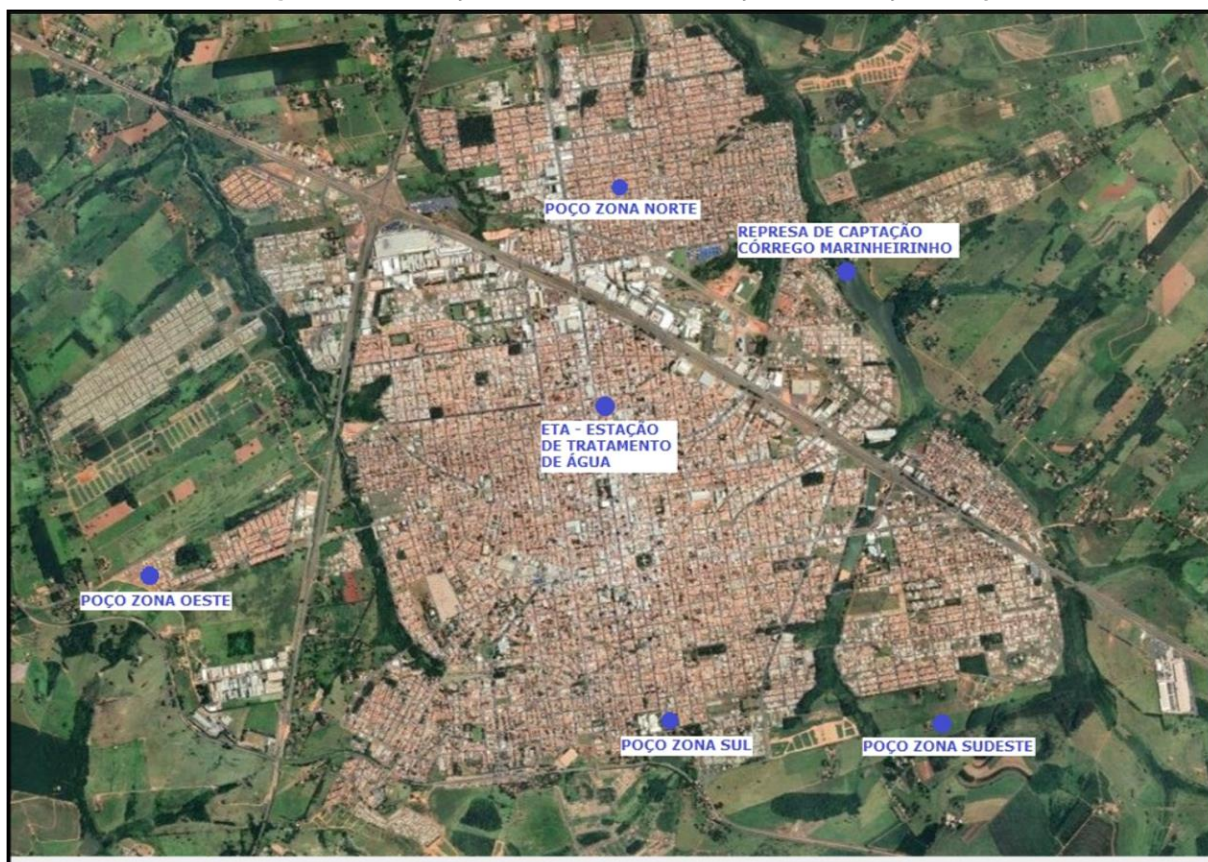 POÇO ZONA NORTE
REPRESA DE CAPTAÇÃO
CÓRREGO MARINHEIRINHO
ETA - ESTAÇÃO
DE TRATAMENTO
DE ÁGUA
POÇO ZONA OESTE
POÇO ZONA SUL
POÇO ZONA SUDESTE